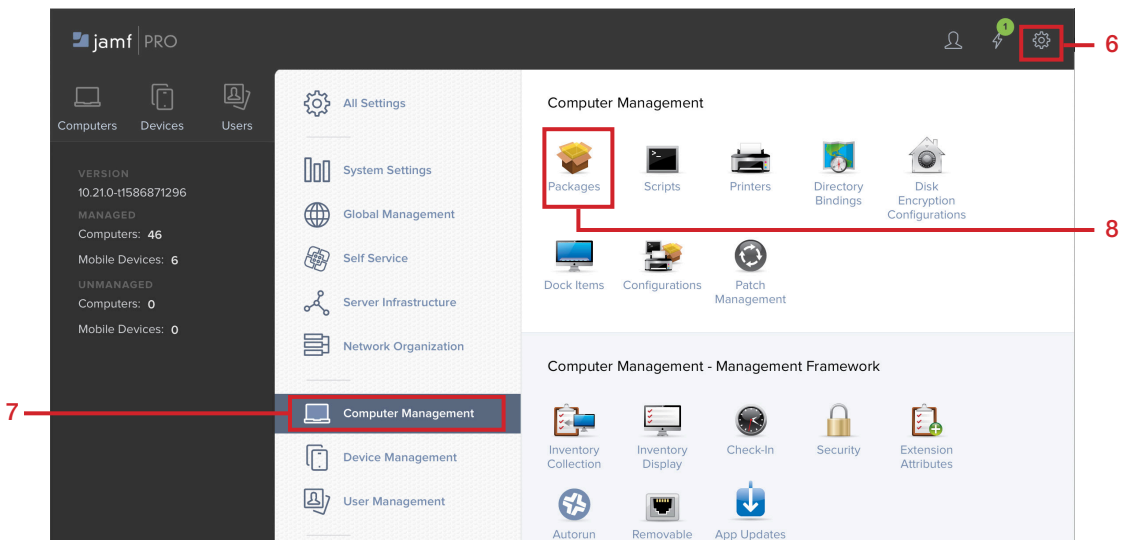 jamf PRO
1
6
Computers
Devices
Users
VERSION
10.21.0-t1586871296
MANAGED
Computers: 46
Mobile Devices: 6
UNMANAGED
Computers: 0
Mobile Devices: 0
All Settings
System Settings
Global Management
Self Service
Server Infrastructure
Network Organization
7
Computer Management
Device Management
User Management
Computer Management
Packages
Scripts
Printers
Directory
Bindings
Disk
Encryption
Configurations
8
Dock Items
Configurations
Patch
Management
Computer Management - Management Framework
Inventory
Collection
Inventory
Display
Check-In
Security
Extension
Attributes
Autorun
Removable
App Updates